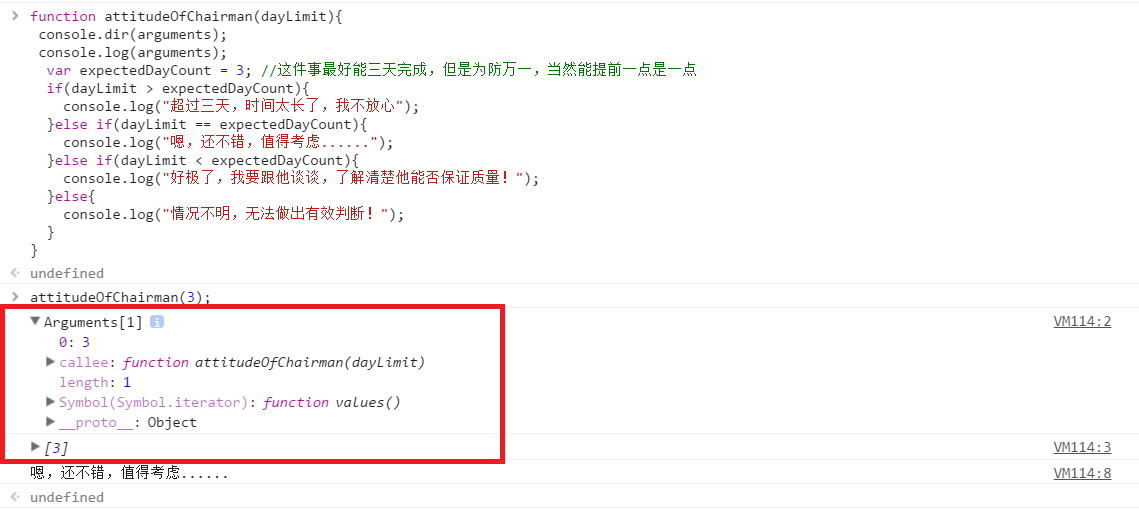 function attitudeOfChairman(dayLimit){
console.dir(arguments);
console.log(arguments);
var expectedDayCount = 3; //这件事最好能三天完成，但是为防万一，当然能提前一点是一点
if(dayLimit > expectedDayCount){
console.log("超过三天，时间太长了，我不放心");
}else if(dayLimit == expectedDayCount){
console.log("嗯，还不错，值得考虑......");
}else if(dayLimit < expectedDayCount){
console.log("好极了，我要跟他谈谈，了解清楚他能否保证质量！");
}else{
console.log("情况不明，无法做出有效判断！");
}
}
undefined
attitudeOfChairman(3);
Arguments[1] i VM114:2
0: 3
callee: function attitudeOfChairman(dayLimit)
length: 1
Symbol(Symbol.iterator): function values()
__proto__: Object
[3] VM114:3
嗯，还不错，值得考虑...... VM114:8
undefined